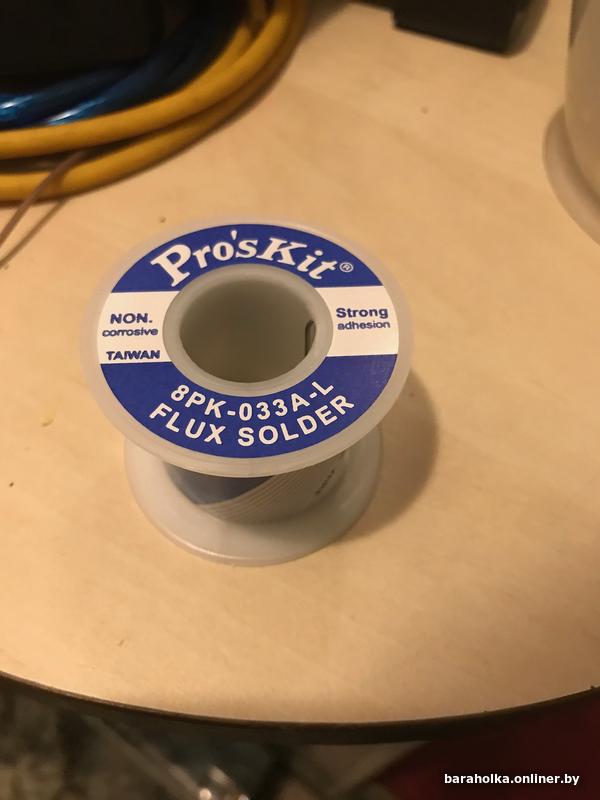 Pro'sKit®
NON.
corrosive
TAIWAN
Strong
adhesion
8PK-033A-L
FLUX SOLDER
baraholka.onliner.by